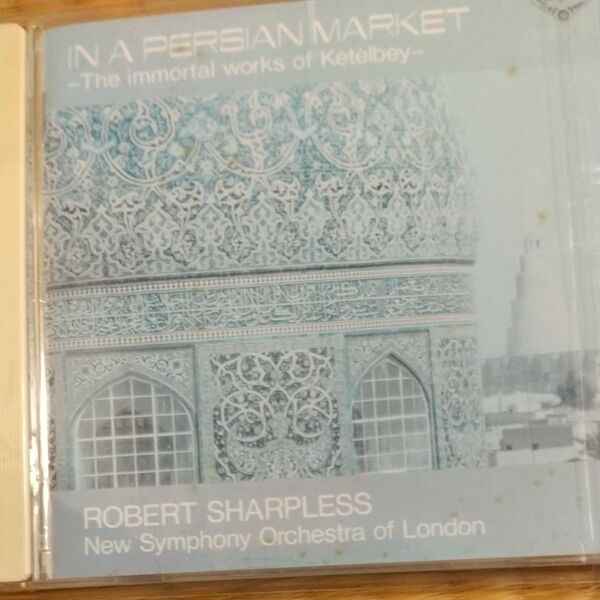 IN A PERSIAN MARKET
-The immortal works of Ketèlbey-
ROBERT SHARPLESS
New Symphony Orchestra of London